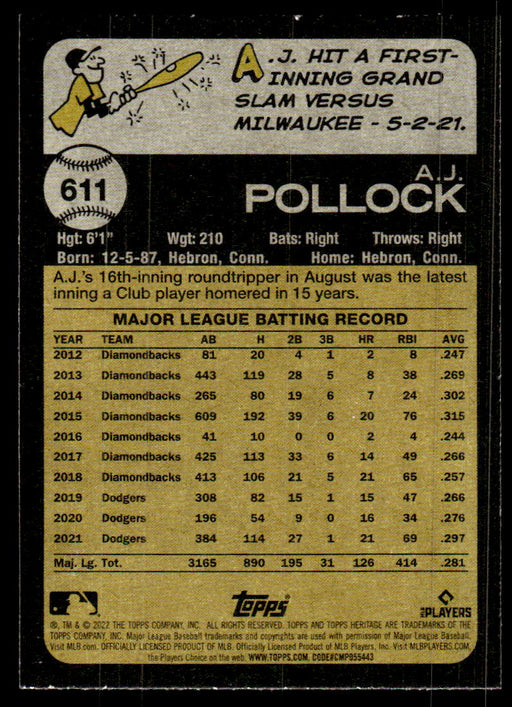 A.J. HIT A FIRST-
INNING GRAND
SLAM VERSUS
MILWAUKEE - 5-2-21.
611
A.J.
POLLOCK
Hgt: 6'1" Wgt: 210 Bats: Right Throws: Right
Born: 12-5-87, Hebron, Conn. Home: Hebron, Conn.
A.J.'s 16th-inning roundtripper in August was the latest
inning a Club player homered in 15 years.
MAJOR LEAGUE BATTING RECORD
YEAR TEAM AB H 2B 3B HR RBI AVG
2012 Diamondbacks 81 20 4 1 2 8 .247
2013 Diamondbacks 443 119 28 5 8 38 .269
2014 Diamondbacks 265 80 19 6 7 24 .302
2015 Diamondbacks 609 192 39 6 20 76 .315
2016 Diamondbacks 41 10 0 0 2 4 .244
2017 Diamondbacks 425 113 33 6 14 49 .266
2018 Diamondbacks 413 106 21 5 21 65 .257
2019 Dodgers 308 82 15 1 15 47 .266
2020 Dodgers 196 54 9 0 16 34 .276
2021 Dodgers 384 114 27 1 21 69 .297
Maj. Lg. Tot. 3165 890 195 31 126 414 .281
TOPPS
MLB PLAYERS
®, TM & © 2022 THE TOPPS COMPANY, INC. ALL RIGHTS RESERVED. TOPPS AND TOPPS HERITAGE ARE TRADEMARKS OF THE
TOPPS COMPANY, INC. Major League Baseball trademarks and copyrights are used with permission of Major League Baseball.
Visit MLB.com. OFFICIALLY LICENSED PRODUCT OF MLB Players, Inc. Visit MLBPLAYERS.com,
the Players Choice on the web. WWW.TOPPS.COM, CODE#CMP055443